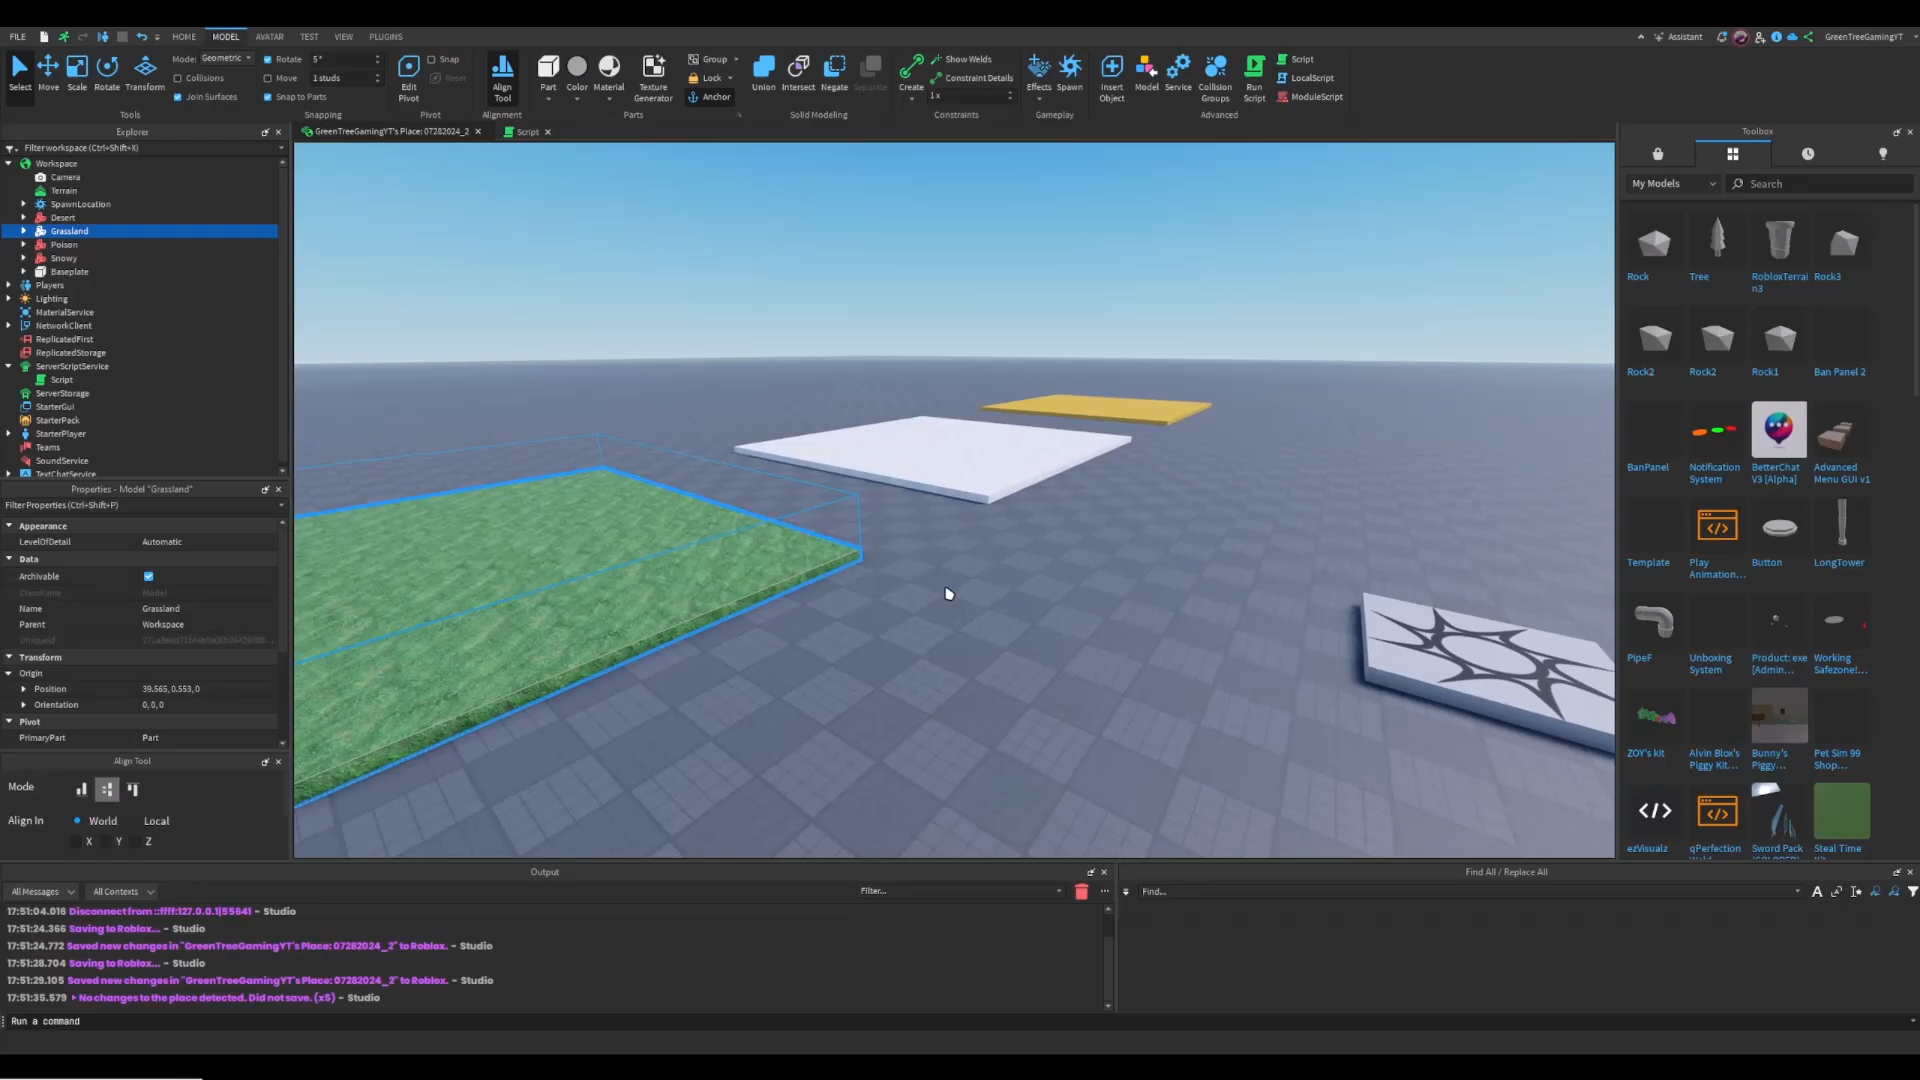 FILE HOME MODEL AVATAR TEST VIEW PLUGINS Assistant GreenTreeGamingYT
Select Move Scale Rotate Transform
Mode: Geometric
Collisions
Join Surfaces
Tools
Rotate 5°
Move 1 studs
Snap to Parts
Snapping
Edit Pivot
Snap
Reset
Pivot
Align Tool
Alignment
Part Color Material Texture Generator
Group
Lock
Anchor
Parts
Union Intersect Negate Separate
Solid Modeling
Create
Show Welds
Constraint Details
1 x
Constraints
Effects Spawn
Gameplay
Insert Object
Model Service
Collision Groups
Run Script
Script
LocalScript
ModuleScript
Advanced
Explorer
Filter workspace (Ctrl+Shift+X)
Workspace
Camera
Terrain
SpawnLocation
Desert
Grassland
Poison
Snowy
Baseplate
Players
Lighting
MaterialService
NetworkClient
ReplicatedFirst
ReplicatedStorage
ServerScriptService
Script
ServerStorage
StarterGui
StarterPack
StarterPlayer
Teams
SoundService
TextChatService
GreenTreeGamingYT's Place: 07282024_2
Script
Properties - Model "Grassland"
Filter Properties (Ctrl+Shift+P)
Appearance
LevelOfDetail Automatic
Data
Archivable
ClassName Model
Name Grassland
Parent Workspace
UniqueId
Transform
Origin
Position 39.565, 0.553, 0
Orientation 0, 0, 0
Pivot
PrimaryPart Part
Align Tool
Mode
Align In World Local
X Y Z
Toolbox
My Models Search
Rock Tree RobloxTerrain3 Rock3
Rock2 Rock2 Rock1 Ban Panel 2
BanPanel Notification System BetterChat V3 [Alpha] Advanced Menu GUI v1
Template Play Animation... Button LongTower
PipeF Unboxing System Product: exe [Admin... Working Safezone!...
ZOY's kit Alvin Blox's Piggy Kit... Bunny's Piggy... Pet Sim 99 Shop...
ezVisualz qPerfection Weld Sword Pack Steal Time
Output
All Messages All Contexts Filter...
17:51:04.016 Disconnect from ::ffff:127.0.0.1|55641 - Studio
17:51:24.366 Saving to Roblox... - Studio
17:51:24.772 Saved new changes in "GreenTreeGamingYT's Place: 07282024_2" to Roblox. - Studio
17:51:28.704 Saving to Roblox... - Studio
17:51:29.105 Saved new changes in "GreenTreeGamingYT's Place: 07282024_2" to Roblox. - Studio
17:51:35.579 No changes to the place detected. Did not save. (x5) - Studio
Run a command
Find All / Replace All
Find...